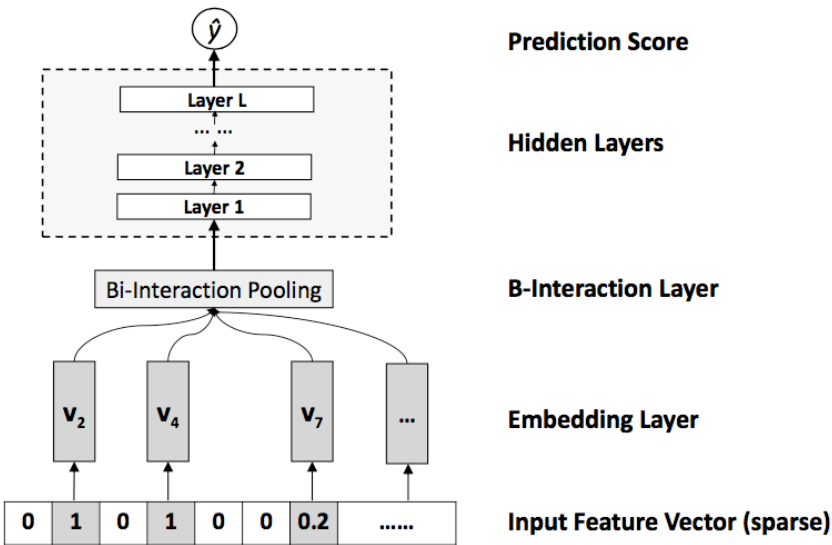 ŷ Prediction Score
Layer L
... ...
Hidden Layers
Layer 2
Layer 1
Bi-Interaction Pooling B-Interaction Layer
v2 v4 v7 ... Embedding Layer
0 1 0 1 0 0 0.2 ...... Input Feature Vector (sparse)